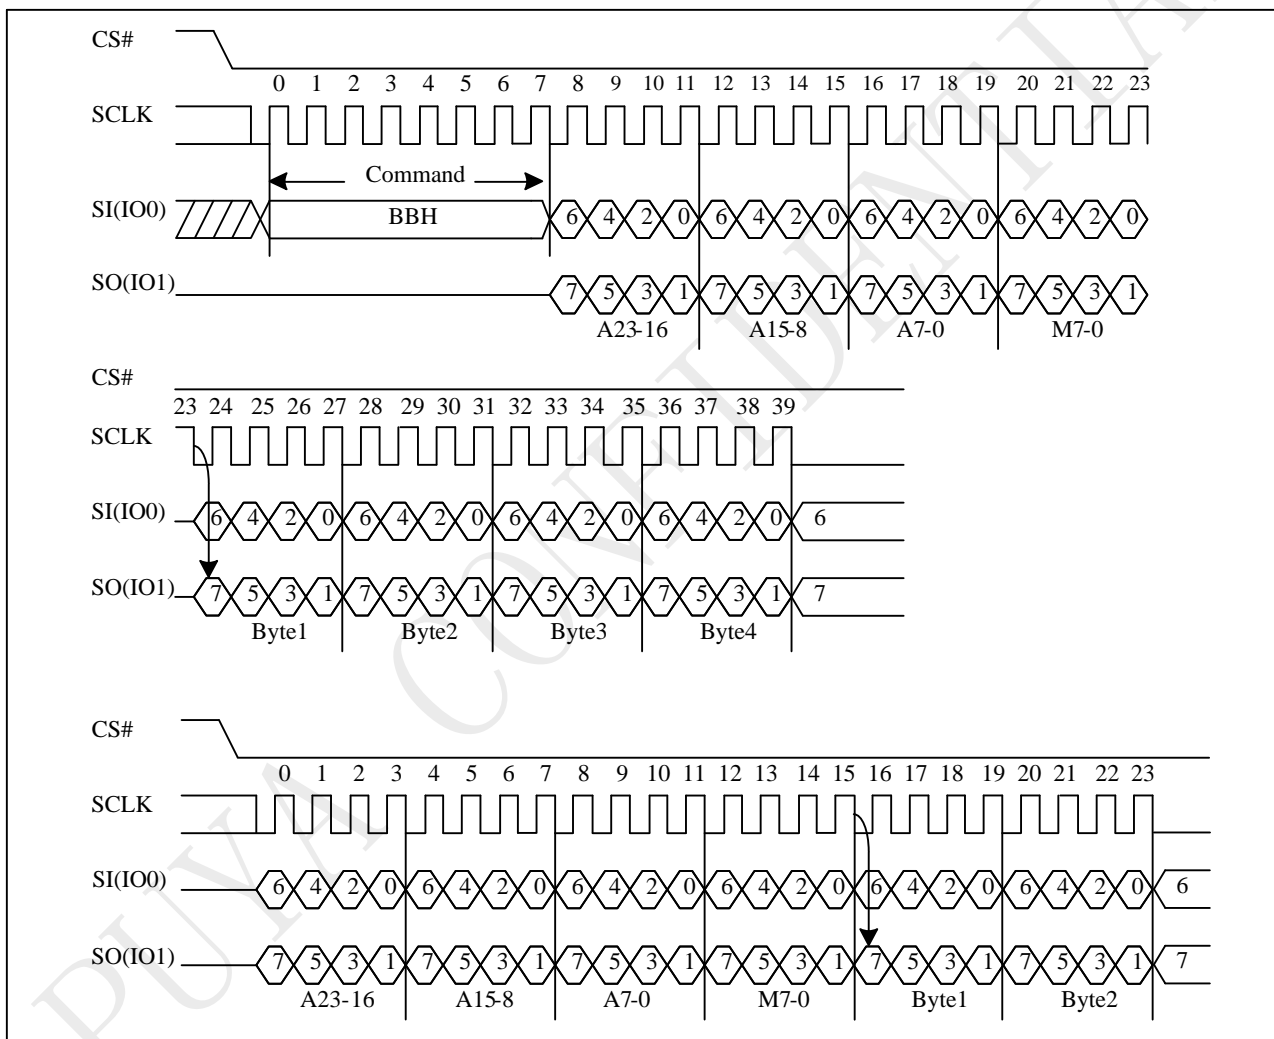 CS#
0 1 2 3 4 5 6 7 8 9 10 11 12 13 14 15 16 17 18 19 20 21 22 23
SCLK
Command
SI(IO0) BBH 6 4 2 0 6 4 2 0 6 4 2 0 6 4 2 0
SO(IO1) 7 5 3 1 7 5 3 1 7 5 3 1 7 5 3 1
A23-16 A15-8 A7-0 M7-0
CS#
23 24 25 26 27 28 29 30 31 32 33 34 35 36 37 38 39
SCLK
SI(IO0) 6 4 2 0 6 4 2 0 6 4 2 0 6 4 2 0 6
SO(IO1) 7 5 3 1 7 5 3 1 7 5 3 1 7 5 3 1 7
Byte1 Byte2 Byte3 Byte4
CS#
0 1 2 3 4 5 6 7 8 9 10 11 12 13 14 15 16 17 18 19 20 21 22 23
SCLK
SI(IO0) 6 4 2 0 6 4 2 0 6 4 2 0 6 4 2 0 6 4 2 0 6 4 2 0 6
SO(IO1) 7 5 3 1 7 5 3 1 7 5 3 1 7 5 3 1 7 5 3 1 7 5 3 1 7
A23-16 A15-8 A7-0 M7-0 Byte1 Byte2
PUYA CONFIDENTIA